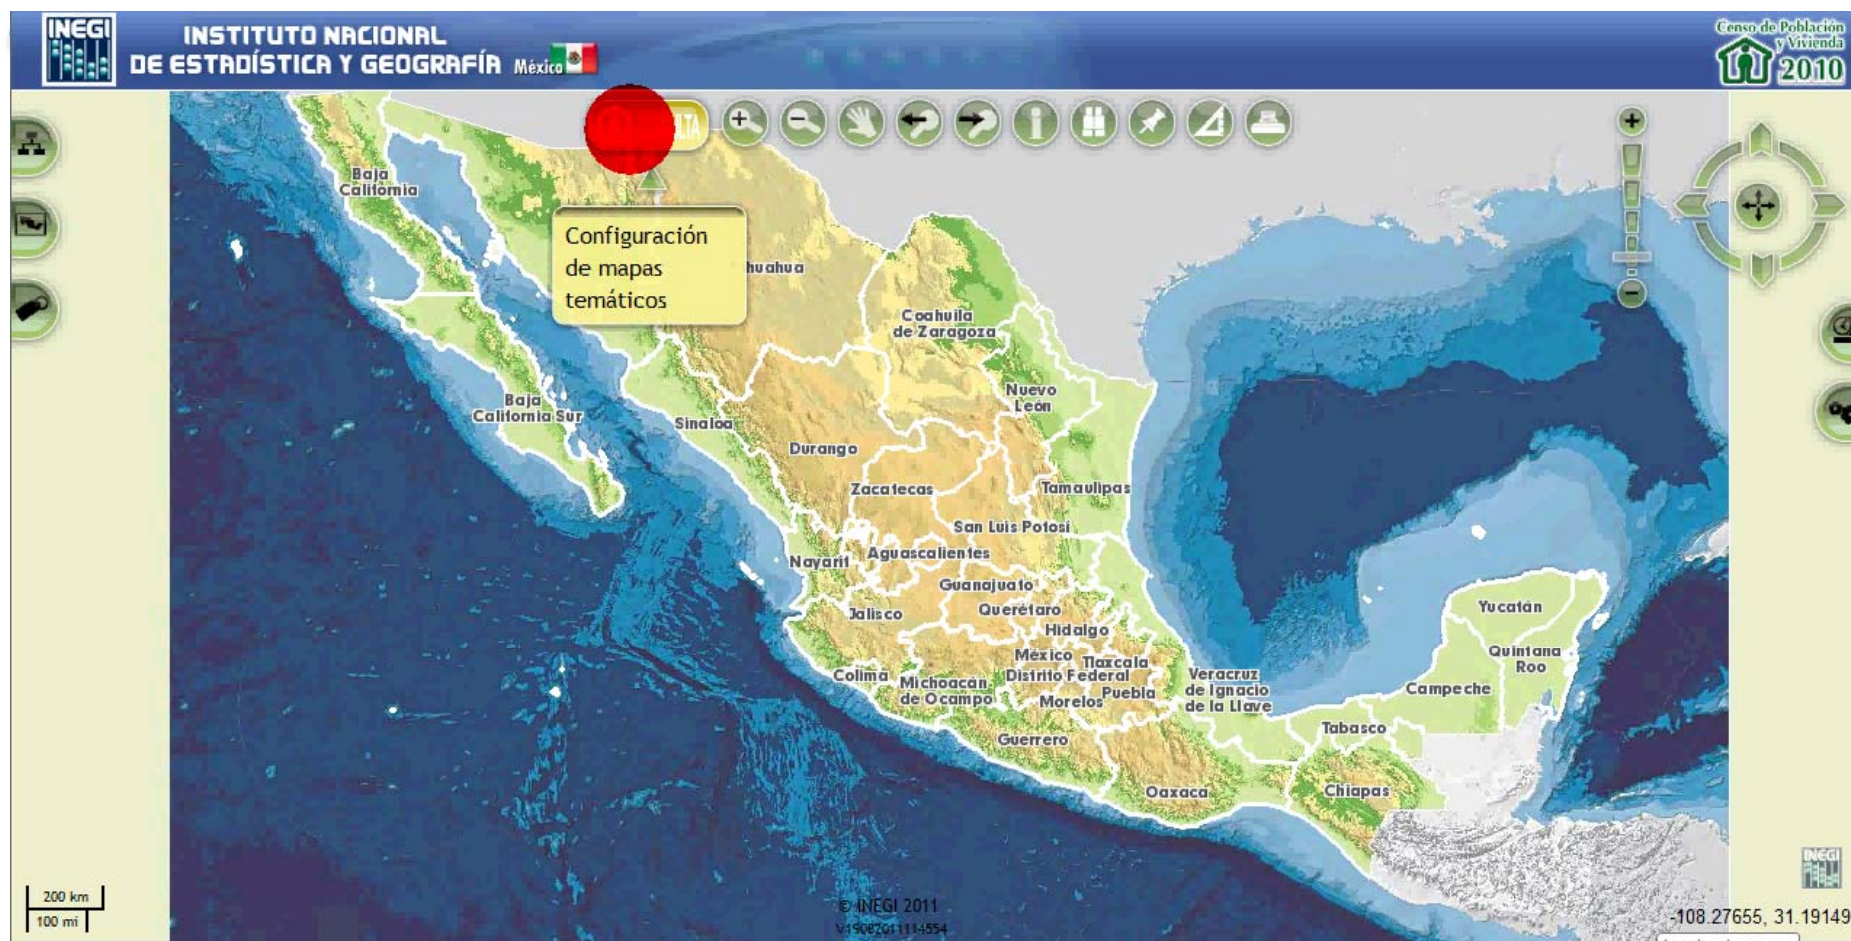 INEGI
INSTITUTO NACIONAL
DE ESTADÍSTICA Y GEOGRAFÍA México
Censo de Población
y Vivienda
2010
Configuración
de mapas
temáticos
Baja
California
Coahuila
de Zaragoza
Nuevo
León
Baja
California Sur
Sinaloa
Durango
Zacatecas
Tamaulipas
San Luis Potosí
Nayarit
Aguascalientes
Guanajuato
Jalisco
Querétaro
Hidalgo
México
Tlaxcala
Distrito Federal
Colima
Michoacán
de Ocampo
Puebla
Morelos
Veracruz
de Ignacio
de la Llave
Yucatán
Quintana
Roo
Campeche
Tabasco
Guerrero
Oaxaca
Chiapas
200 km
100 mi
© INEGI 2011
V19082011114554
INEGI
-108.27655, 31.19149